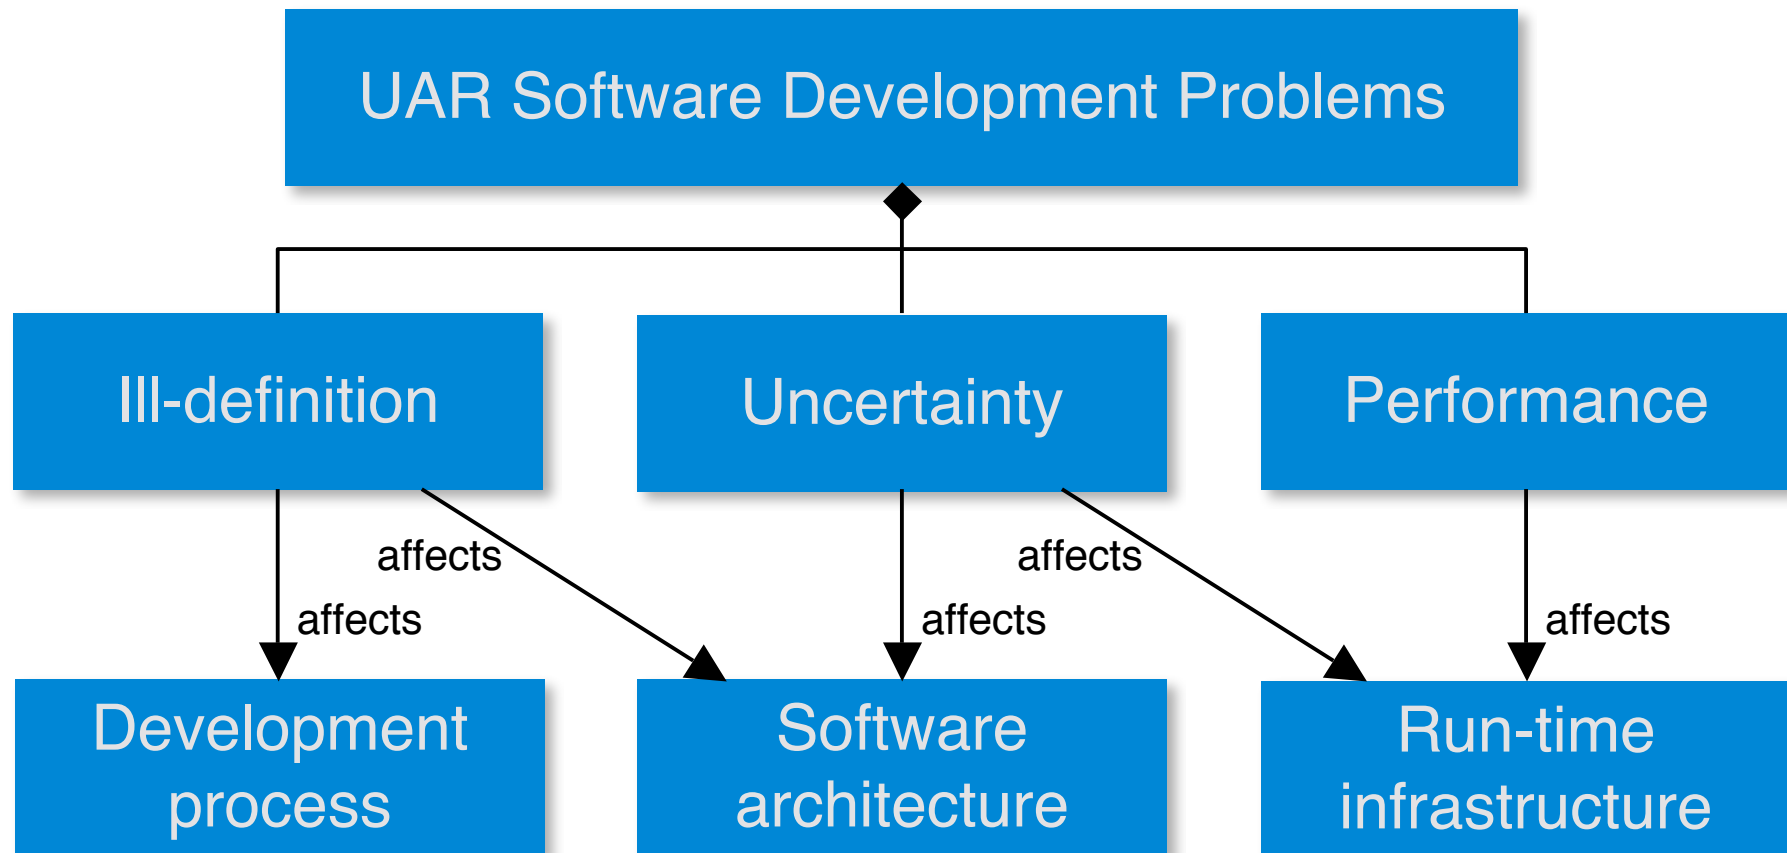 UAR Software Development Problems
Ill-definition
Uncertainty
Performance
affects
affects
affects
affects
affects
Development
process
Software
architecture
Run-time
infrastructure